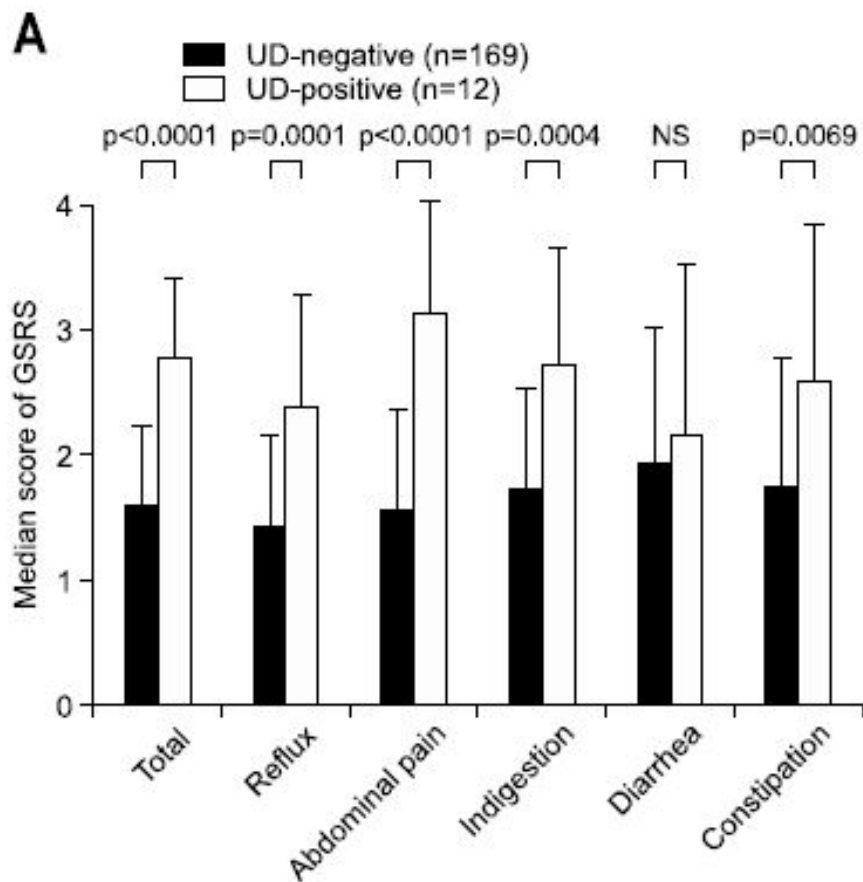 A
UD-negative (n=169)
UD-positive (n=12)
p<0.0001 p=0.0001 p<0.0001 p=0.0004 NS p=0.0069
4
3
2
1
0
Median score of GSRS
Total
Reflux
Abdominal pain
Indigestion
Diarrhea
Constipation